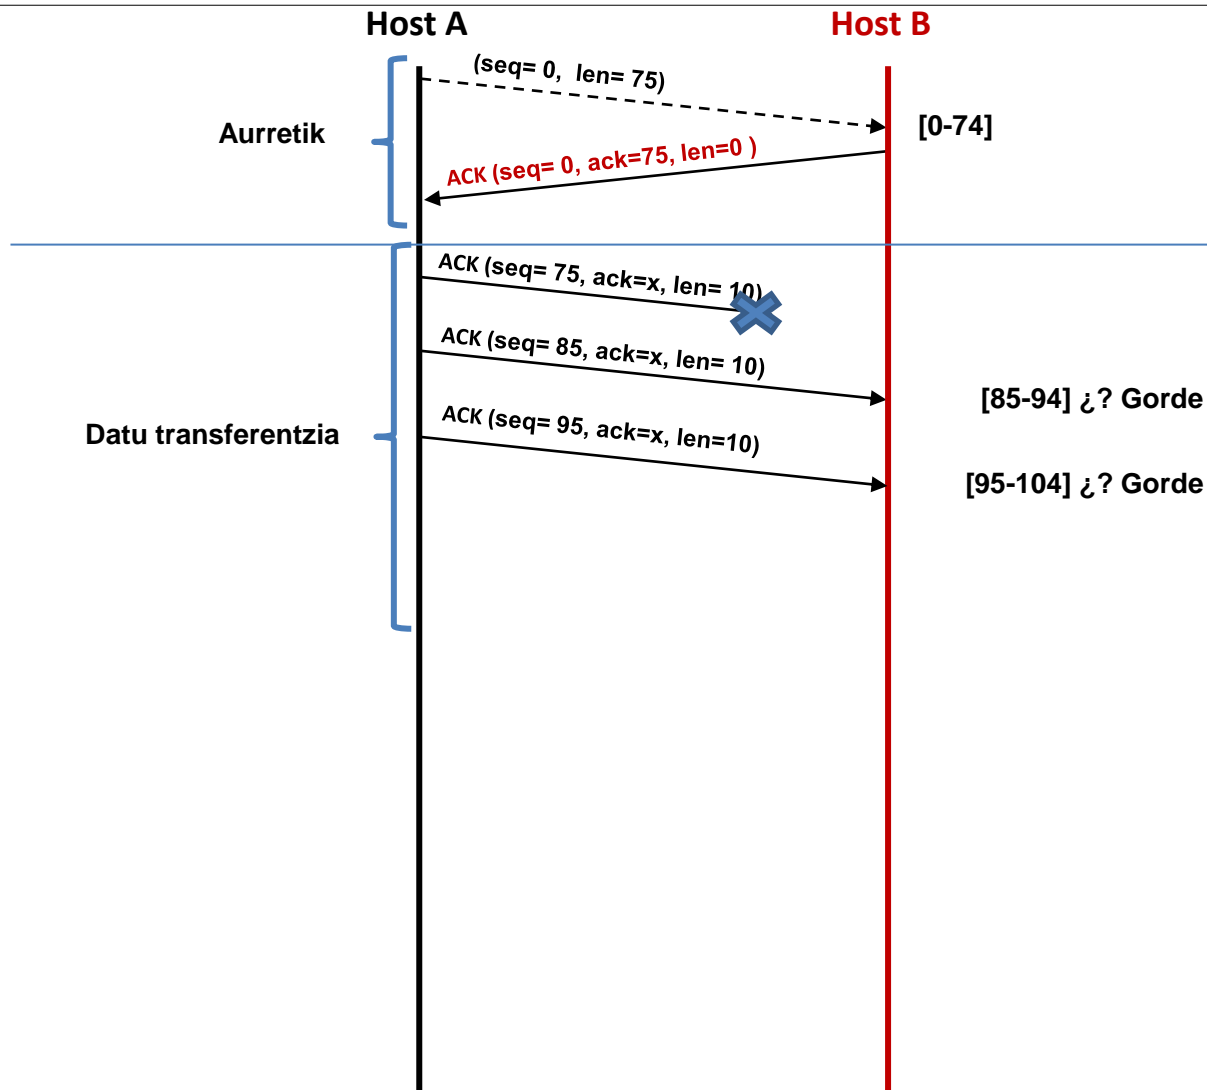 Host A
Host B
(seq= 0, len= 75)
Aurretik
[0-74]
ACK (seq= 0, ack=75, len=0 )
ACK (seq= 75, ack=x, len= 10)
ACK (seq= 85, ack=x, len= 10)
[85-94] ¿? Gorde
ACK (seq= 95, ack=x, len=10)
Datu transferentzia
[95-104] ¿? Gorde